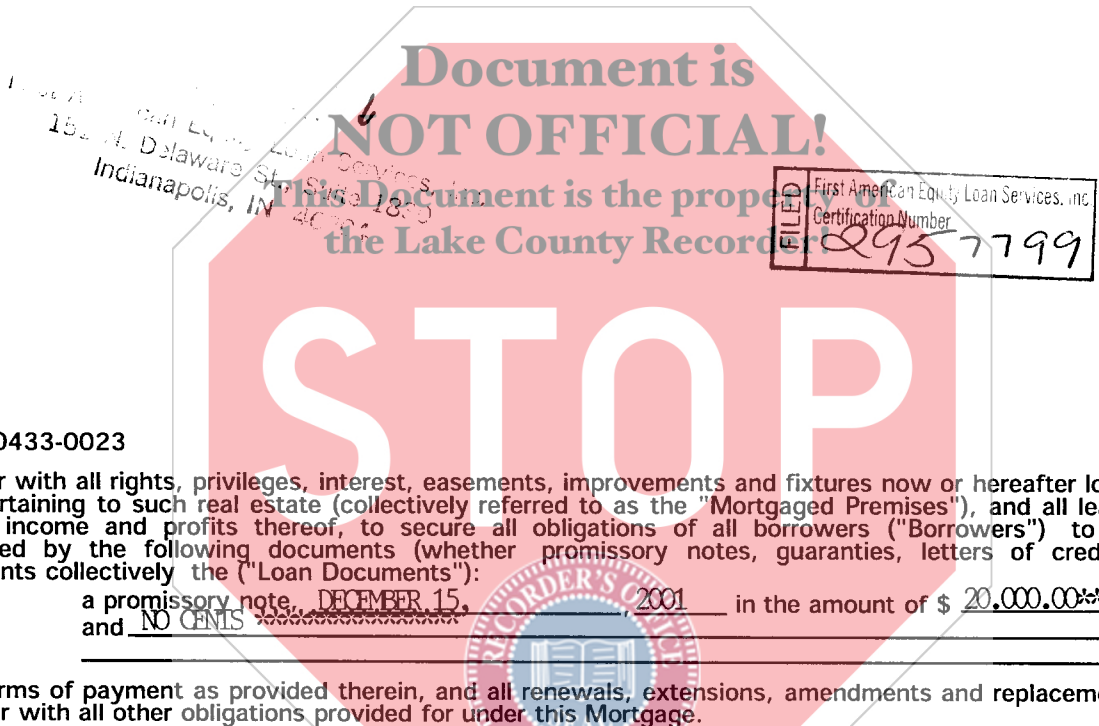 Document is
NOT OFFICIAL!
This Document is the property of
the Lake County Recorder!
N. Delaware St., Suite
Indianapolis, IN
FILED
First American Equity Loan Services, Inc.
Certification Number
2957799
STOP
0433-0023
r with all rights, privileges, interest, easements, improvements and fixtures now or hereafter lo
rtaining to such real estate (collectively referred to as the "Mortgaged Premises"), and all lea
income and profits thereof, to secure all obligations of all borrowers ("Borrowers") to
ed by the following documents (whether promissory notes, guaranties, letters of cred
nts collectively the ("Loan Documents"):
a promissory note, DECEMBER 15, , 2001 in the amount of $ 20.000.00**
and NO CENTS ********************
RECORDER'S OFFICE
rms of payment as provided therein, and all renewals, extensions, amendments and replaceme
r with all other obligations provided for under this Mortgage.